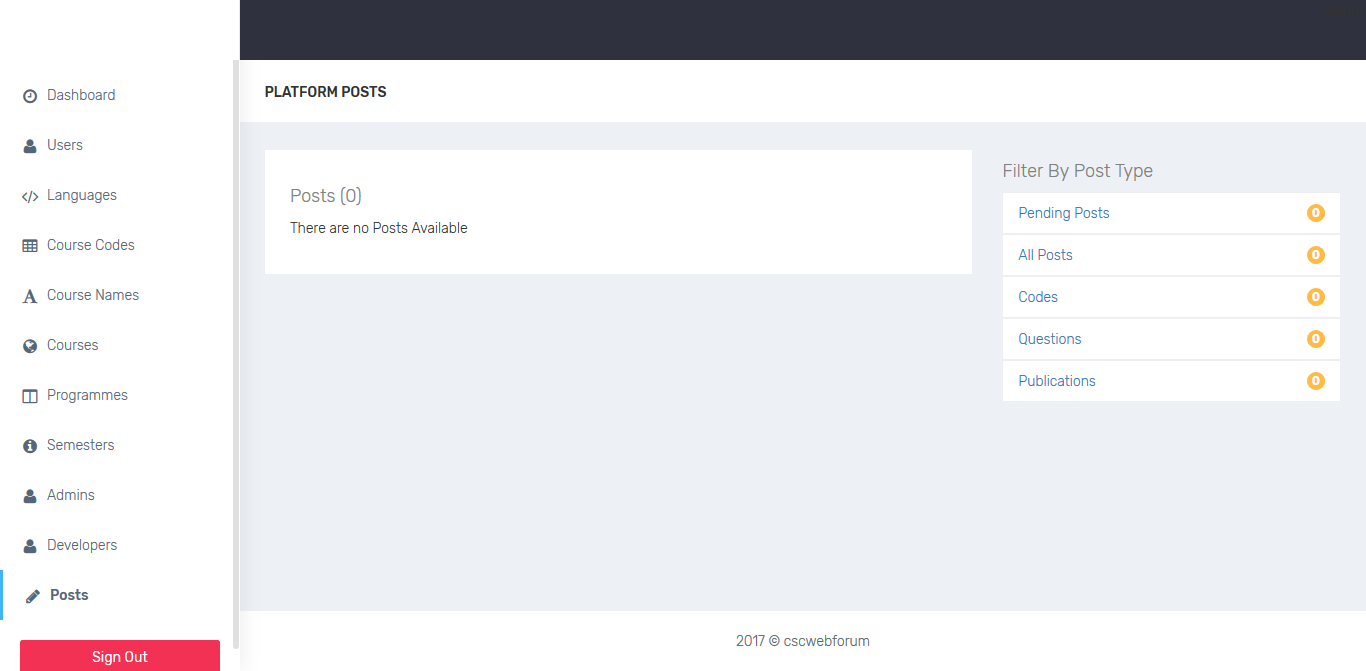 Dashboard
Users
Languages
Course Codes
Course Names
Courses
Programmes
Semesters
Admins
Developers
Posts
Sign Out
PLATFORM POSTS
Posts (0)
There are no Posts Available
Filter By Post Type
Pending Posts 0
All Posts 0
Codes 0
Questions 0
Publications 0
2017 © cscwebforum